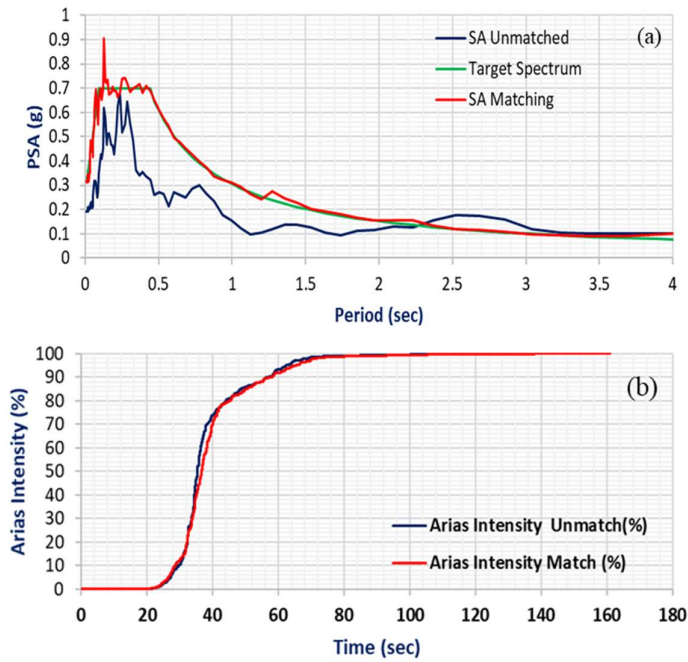 1
0.9
0.8
0.7
0.6
0.5
0.4
0.3
0.2
0.1
0
PSA (g)
SA Unmatched
Target Spectrum
SA Matching
(a)
0 0.5 1 1.5 2 2.5 3 3.5 4
Period (sec)
100
90
80
70
60
50
40
30
20
10
0
Arias Intensity (%)
(b)
Arias Intensity Unmatch(%)
Arias Intensity Match (%)
0 20 40 60 80 100 120 140 160 180
Time (sec)